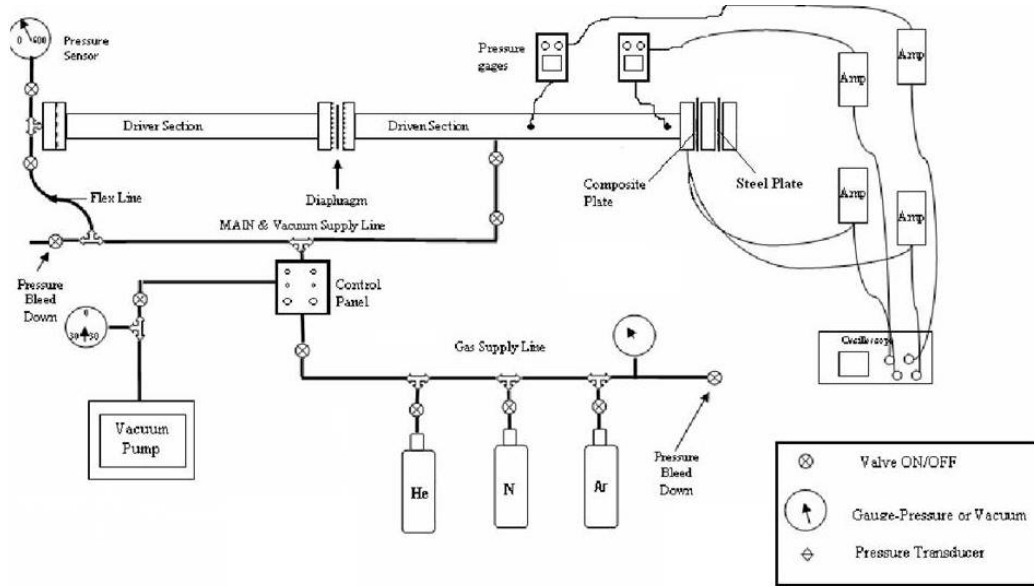 Pressure
Sensor
0
600
Pressure
gages
Amp
Amp
Driver Section
Driven Section
Composite
Plate
Steel Plate
Amp
Amp
Flex Line
Diaphragm
MAIN & Vacuum Supply Line
Pressure
Bleed
Down
Control
Panel
0
30 30
Gas Supply Line
Oscilloscope
Vacuum
Pump
He
N
Ar
Pressure
Bleed
Down
Valve ON/OFF
Gauge-Pressure or Vacuum
Pressure Transducer